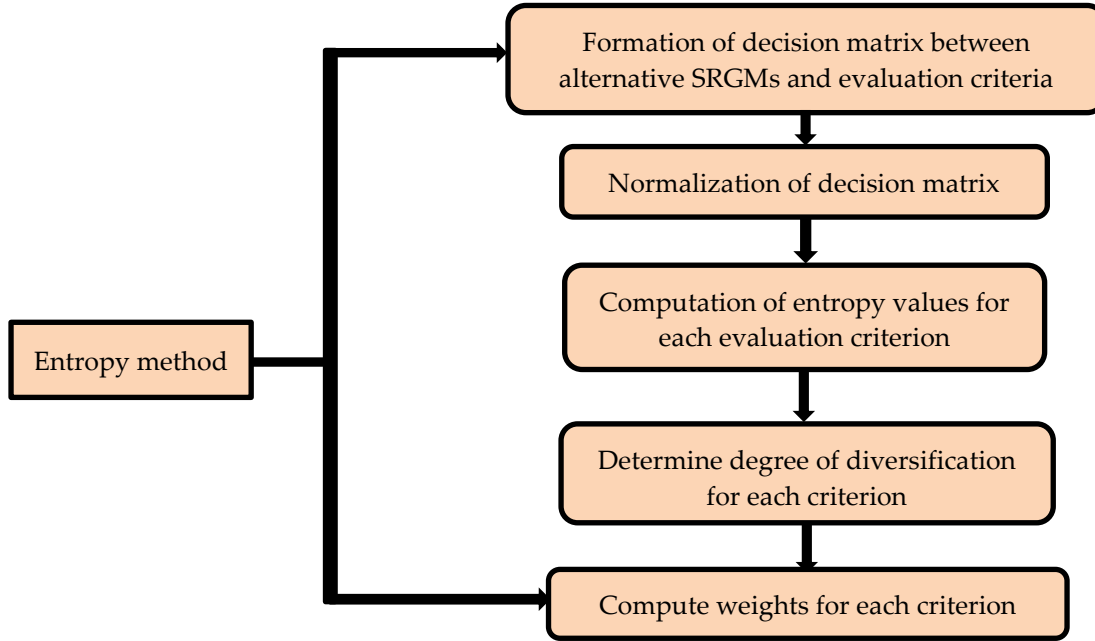 Formation of decision matrix between
alternative SRGMs and evaluation criteria
Normalization of decision matrix
Computation of entropy values for
each evaluation criterion
Entropy method
Determine degree of diversification
for each criterion
Compute weights for each criterion